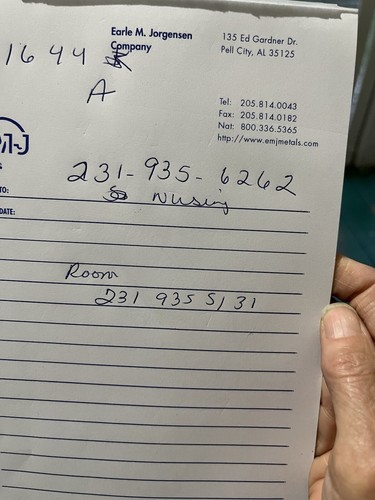 Earle M. Jorgensen
Company
135 Ed Gardner Dr.
Pell City, AL 35125
1644
A
Tel: 205.814.0043
Fax: 205.814.0182
Nat: 800.336.5365
http://www.emjmetals.com
231-935-6262
TO:
Nursing
DATE:
Room
231 935 5131